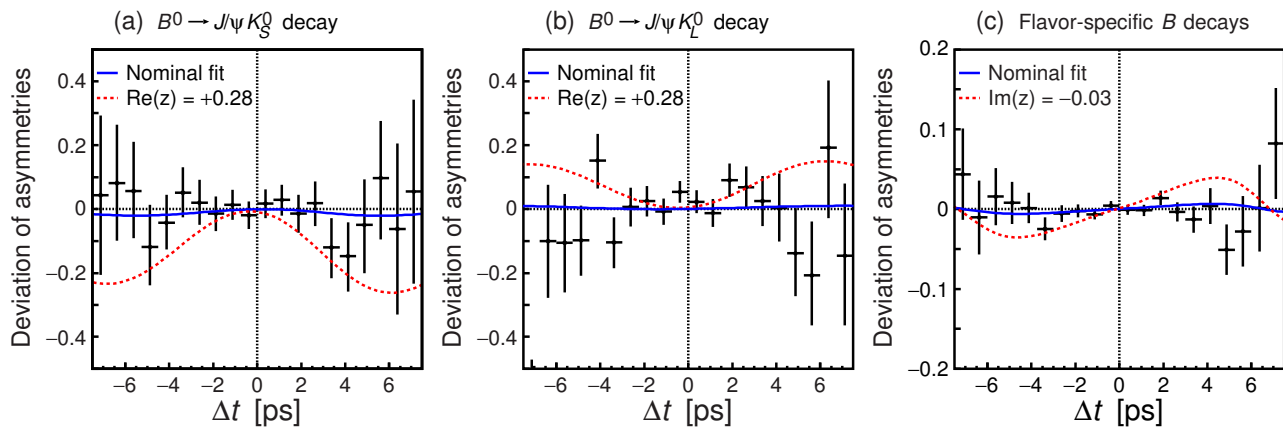 (a) B⁰ → J/ψ K⁰_S decay
Deviation of asymmetries
0.4
0.2
0
−0.2
−0.4
Nominal fit
Re(z) = +0.28
−6 −4 −2 0 2 4 6
Δt [ps]
(b) B⁰ → J/ψ K⁰_L decay
Deviation of asymmetries
0.4
0.2
0
−0.2
−0.4
Nominal fit
Re(z) = +0.28
−6 −4 −2 0 2 4 6
Δt [ps]
(c) Flavor-specific B decays
Deviation of asymmetries
0.2
0.1
0
−0.1
−0.2
Nominal fit
Im(z) = −0.03
−6 −4 −2 0 2 4 6
Δt [ps]